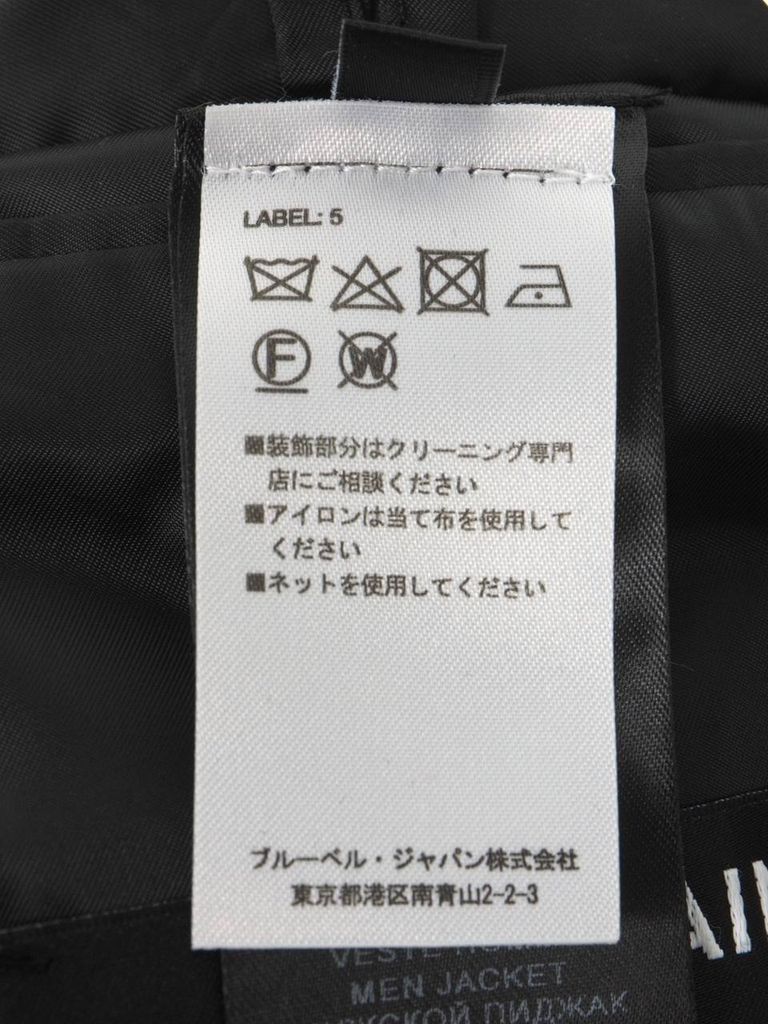 LABEL: 5
F
W
■装飾部分はクリーニング専門
店にご相談ください
■アイロンは当て布を使用して
ください
■ネットを使用してください
ブルーベル・ジャパン株式会社
東京都港区南青山2-2-3
VESTE
MEN JACKET
ПИДЖАК